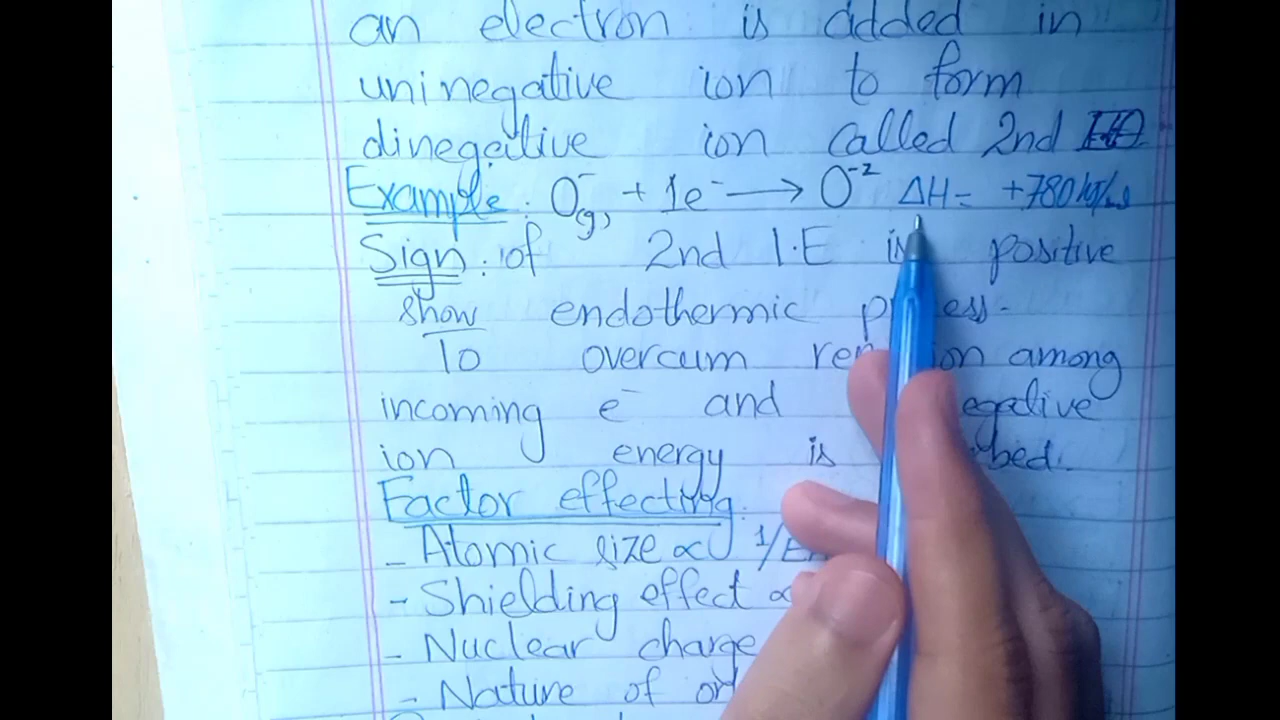 an electron is added in
uninegative ion to form
dinegative ion called 2nd
Example: O⁻(g) + 1e⁻ → O⁻² ΔH = +780
Sign: of 2nd I.E is positive
show endothermic
To overcum among
incoming e⁻ and
ion energy is
Factor effecting
- Atomic size ∝
- Shielding effect ∝
- Nuclear charge
- Nature of